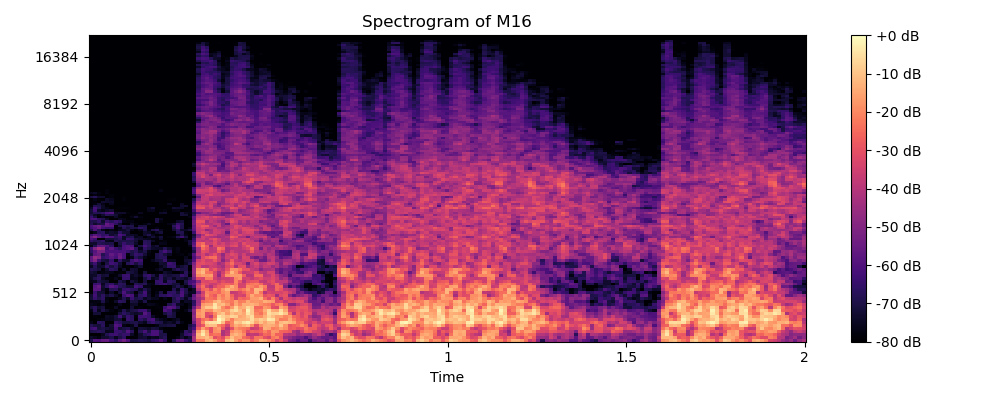 Spectrogram of M16
16384
8192
4096
2048
1024
512
0
Hz
0
0.5
1
1.5
2
Time
+0 dB
-10 dB
-20 dB
-30 dB
-40 dB
-50 dB
-60 dB
-70 dB
-80 dB